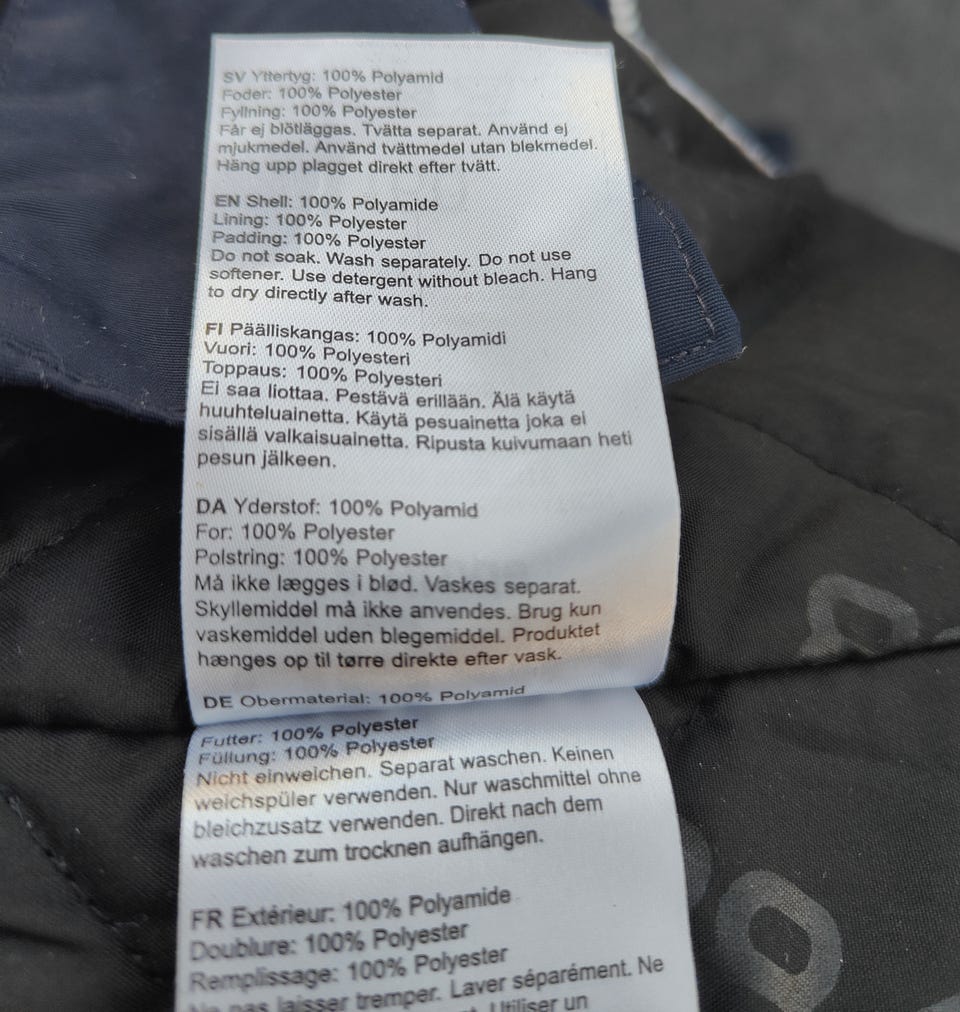 SV Yttertyg: 100% Polyamid
Foder: 100% Polyester
Fyllning: 100% Polyester
Får ej blötläggas. Tvätta separat. Använd ej
mjukmedel. Använd tvättmedel utan blekmedel.
Häng upp plagget direkt efter tvätt.
EN Shell: 100% Polyamide
Lining: 100% Polyester
Padding: 100% Polyester
Do not soak. Wash separately. Do not use
softener. Use detergent without bleach. Hang
to dry directly after wash.
FI Päälliskangas: 100% Polyamidi
Vuori: 100% Polyesteri
Toppaus: 100% Polyesteri
Ei saa liottaa. Pestävä erillään. Älä käytä
huuhteluainetta. Käytä pesuainetta joka ei
sisällä valkaisuainetta. Ripusta kuivumaan heti
pesun jälkeen.
DA Yderstof: 100% Polyamid
For: 100% Polyester
Polstring: 100% Polyester
Må ikke lægges i blød. Vaskes separat.
Skyllemiddel må ikke anvendes. Brug kun
vaskemiddel uden blegemiddel. Produktet
hænges op til tørre direkte efter vask.
DE Obermaterial: 100% Polyamid
Futter: 100% Polyester
Füllung: 100% Polyester
Nicht einweichen. Separat waschen. Keinen
weichspüler verwenden. Nur waschmittel ohne
bleichzusatz verwenden. Direkt nach dem
waschen zum trocknen aufhängen.
FR Extérieur: 100% Polyamide
Doublure: 100% Polyester
Remplissage: 100% Polyester
Ne pas laisser tremper. Laver séparément. Ne
Utiliser un